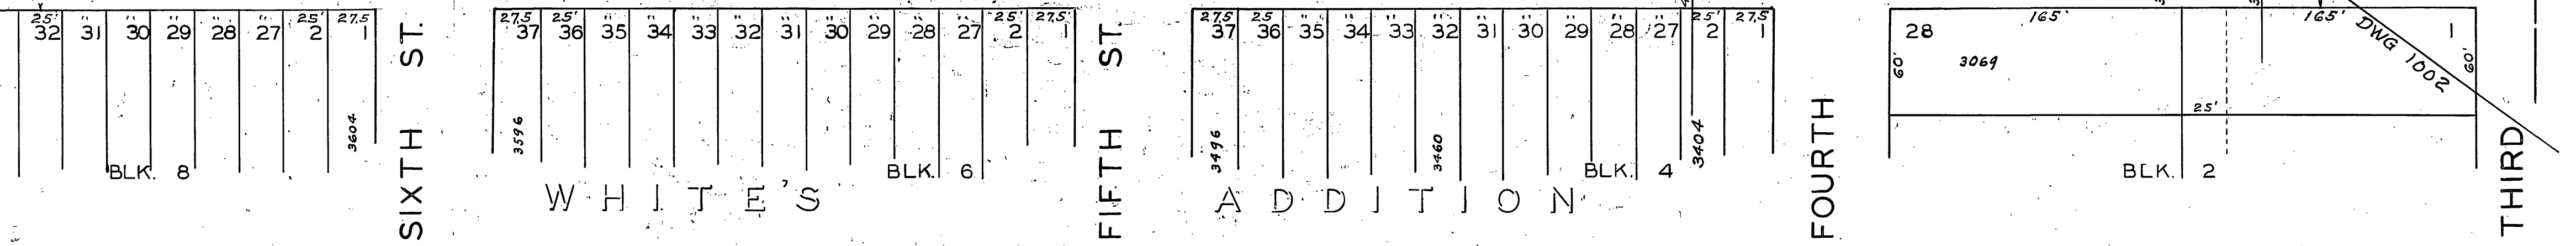 25' " " " " " 25' 27.5
32 31 30 29 28 27 2 1
3604
BLK. 8
SIXTH ST.
27.5 25' " " " " " " " " " 25' 27.5'
37 36 35 34 33 32 31 30 29 28 27 2 1
3596
BLK. 6
FIFTH ST.
27.5 25 " " " " " " " " " 25' 27.5
37 36 35 34 33 32 31 30 29 28 27 2 1
3496
3460
3404
BLK. 4
WHITE'S ADDITION
FOURTH
165' 165'
28 1
60' 60'
3069
DWG 1002
25'
BLK. 2
THIRD